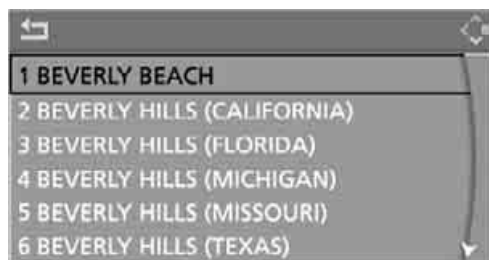 1 BEVERLY BEACH
2 BEVERLY HILLS (CALIFORNIA)
3 BEVERLY HILLS (FLORIDA)
4 BEVERLY HILLS (MICHIGAN)
5 BEVERLY HILLS (MISSOURI)
6 BEVERLY HILLS (TEXAS)